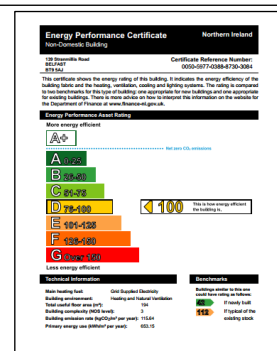 Energy Performance Certificate
Northern Ireland
Non-Domestic Building
139 Stranmillis Road
BELFAST
BT9 5AJ
Certificate Reference Number:
0050-5977-0388-8730-3084
This certificate shows the energy rating of this building. It indicates the energy efficiency of the
building fabric and the heating, ventilation, cooling and lighting systems. The rating is compared
to two benchmarks for this type of building: one appropriate for new buildings and one appropriate
for existing buildings. There is more advice on how to interpret this information on the website for
the Department of Finance at www.finance-ni.gov.uk.
Energy Performance Asset Rating
More energy efficient
A+
Net zero CO₂ emissions
A 0-25
B 26-50
C 51-75
D 76-100
100
This is how energy efficient
the building is.
E 101-125
F 126-150
G Over 150
Less energy efficient
Technical Information
Main heating fuel: Grid Supplied Electricity
Building environment: Heating and Natural Ventilation
Total useful floor area (m²): 194
Building complexity (NOS level): 3
Building emission rate (kgCO₂/m² per year): 115.64
Primary energy use (kWh/m² per year): 683.15
Benchmarks
Buildings similar to this one
could have rating as follows:
If newly built
112
If typical of the
existing stock